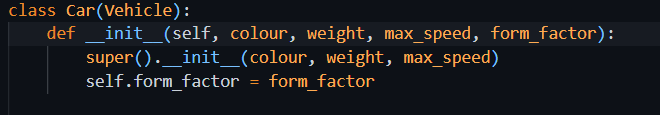 class Car(Vehicle):
    def __init__(self, colour, weight, max_speed, form_factor):
        super().__init__(colour, weight, max_speed)
        self.form_factor = form_factor